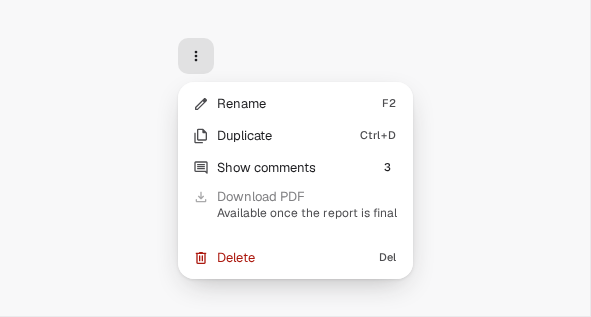 Rename F2
Duplicate Ctrl+D
Show comments 3
Download PDF
Available once the report is final
Delete Del